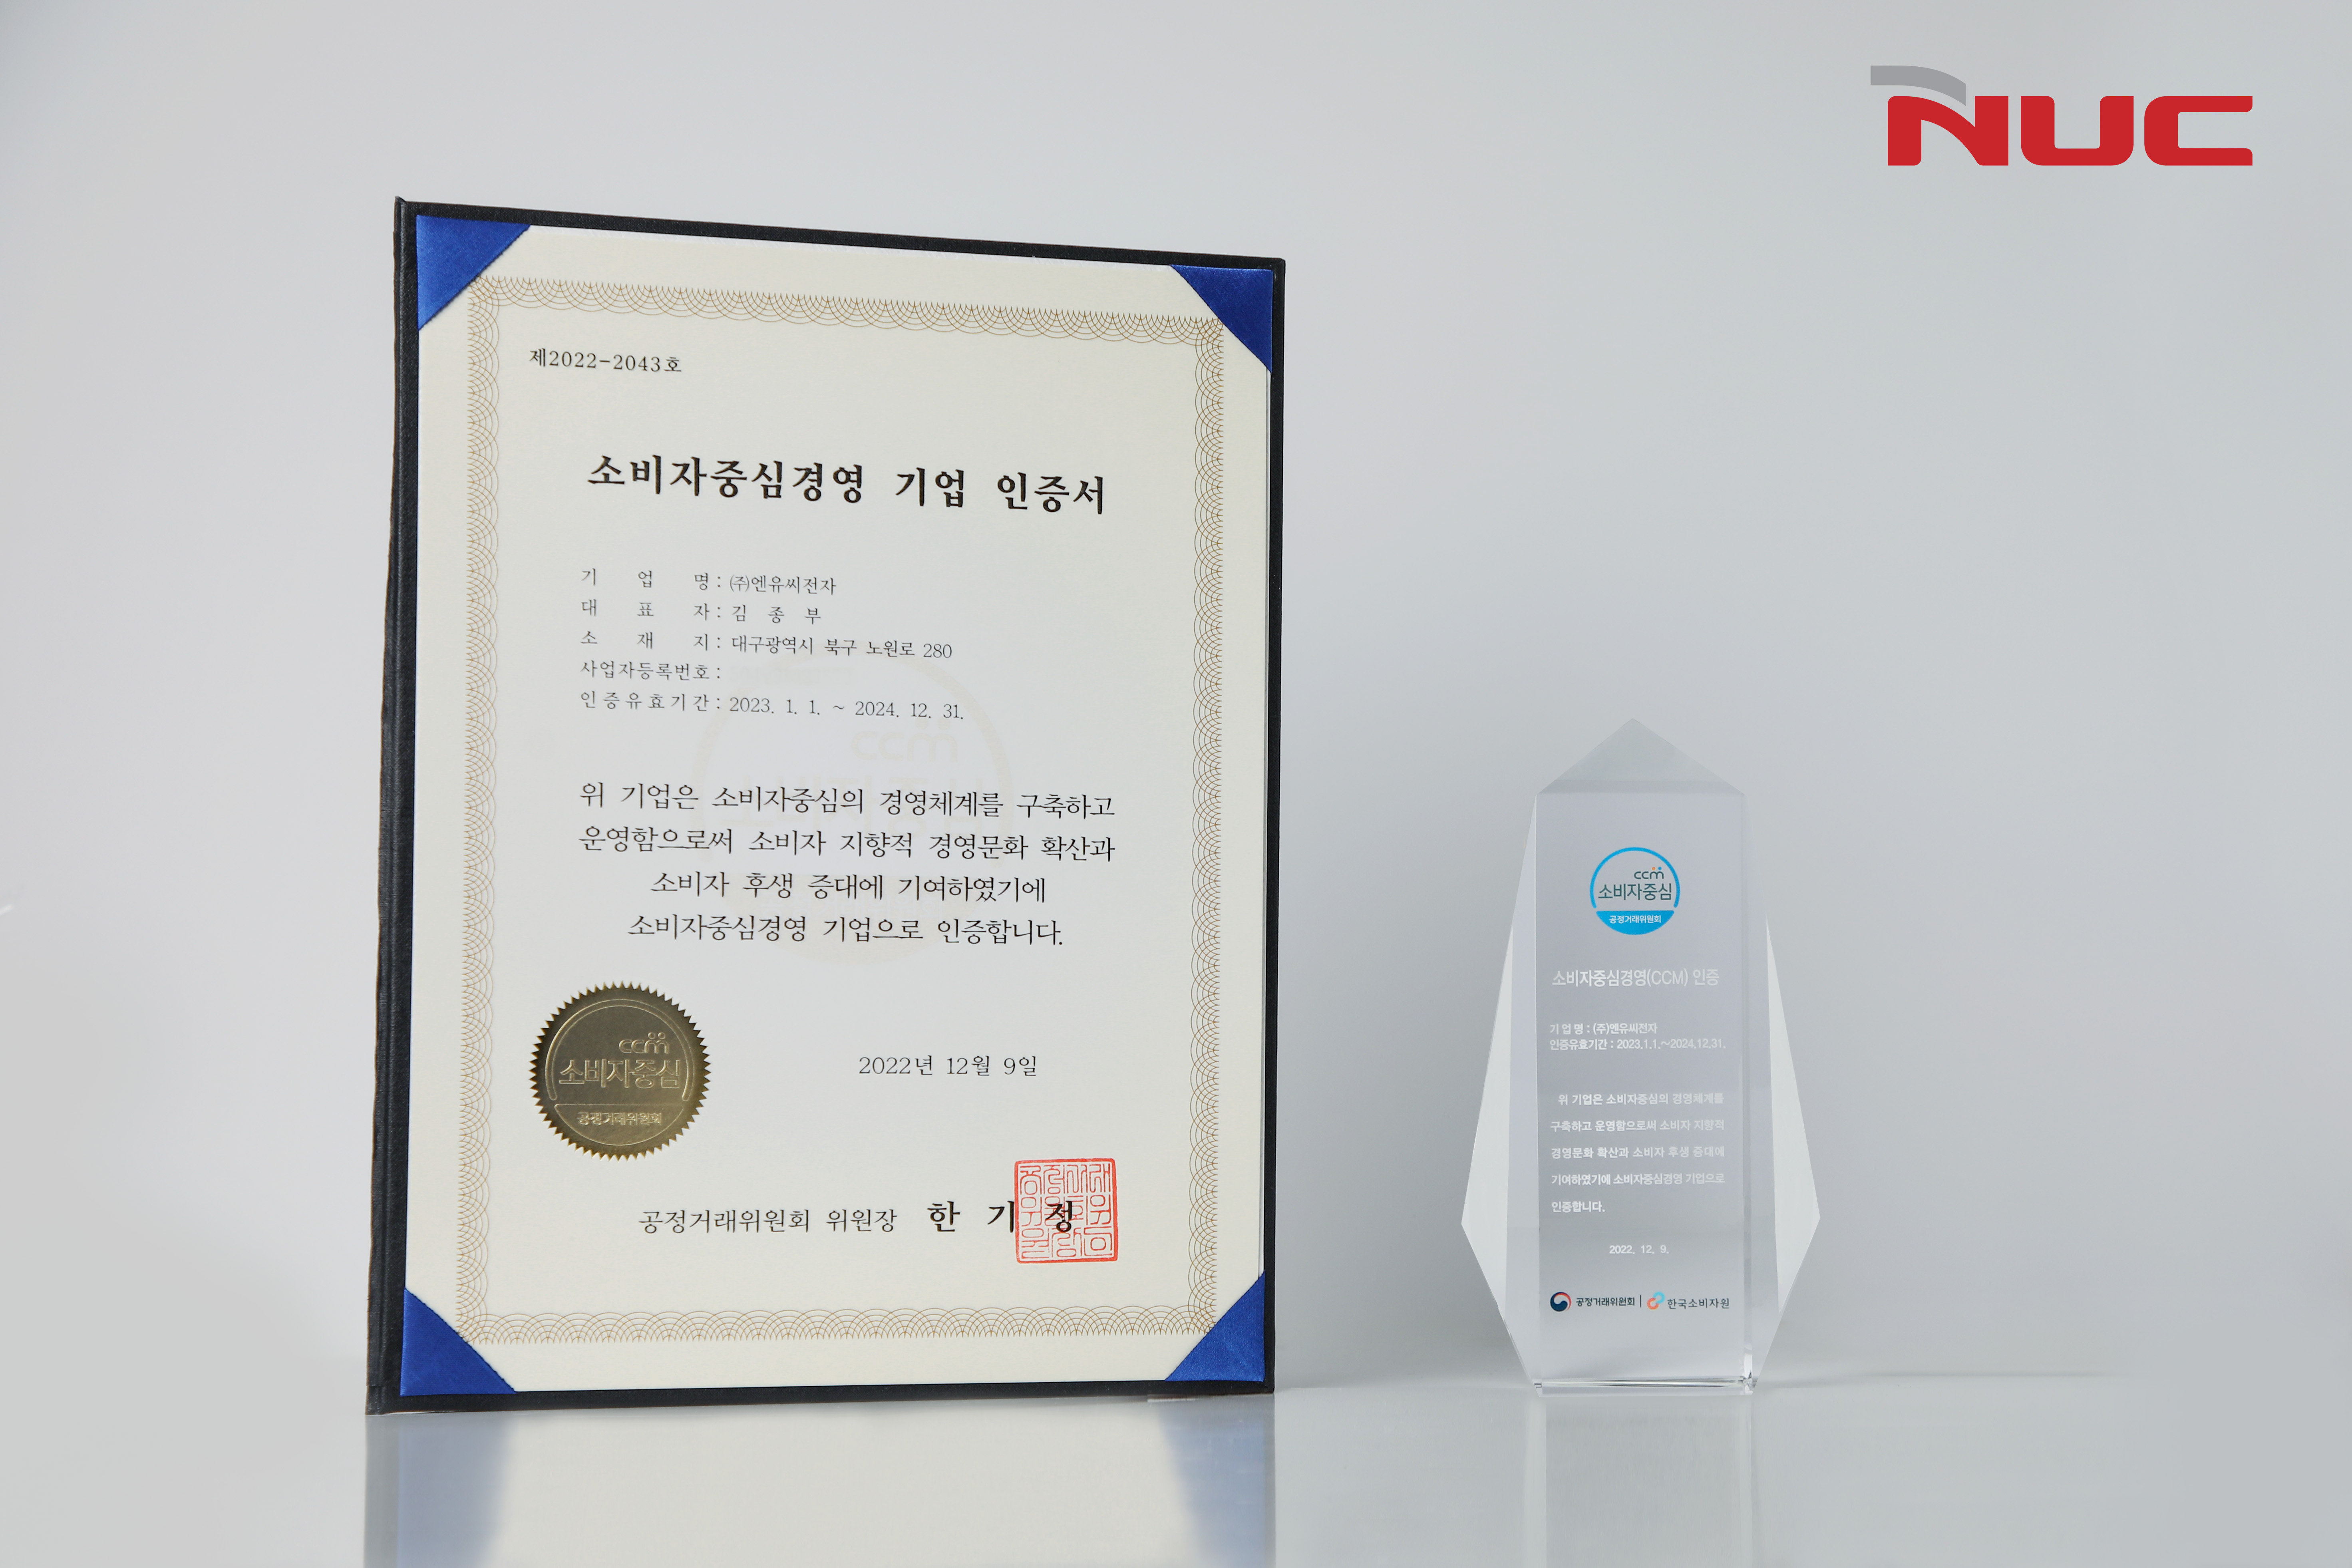 NUC
제2022-2043호
소비자중심경영 기업 인증서
기 업 명 : ㈜엔유씨전자
대 표 자 : 김 종 부
소 재 지 : 대구광역시 북구 노원로 280
사업자등록번호 :
인증유효기간 : 2023. 1. 1. ~ 2024. 12. 31.
위 기업은 소비자중심의 경영체계를 구축하고
운영함으로써 소비자 지향적 경영문화 확산과
소비자 후생 증대에 기여하였기에
소비자중심경영 기업으로 인증합니다.
ccm
소비자중심
공정거래위원회
2022년 12월 9일
공정거래위원회 위원장 한 기 정
ccm
소비자중심
공정거래위원회
소비자중심경영(CCM) 인증
기 업 명 : (주)엔유씨전자
인증유효기간 : 2023.1.1.~2024.12.31.
위 기업은 소비자중심의 경영체계를
구축하고 운영함으로써 소비자 지향적
경영문화 확산과 소비자 후생 증대에
기여하였기에 소비자중심경영 기업으로
인증합니다.
2022. 12. 9.
공정거래위원회 | 한국소비자원